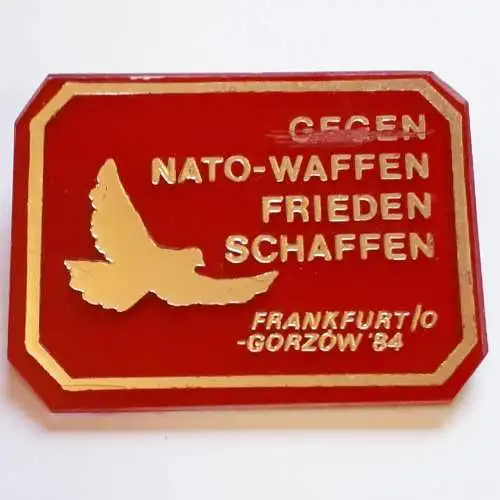 GEGEN
NATO-WAFFEN
FRIEDEN
SCHAFFEN
FRANKFURT/O
-GORZÓW '84